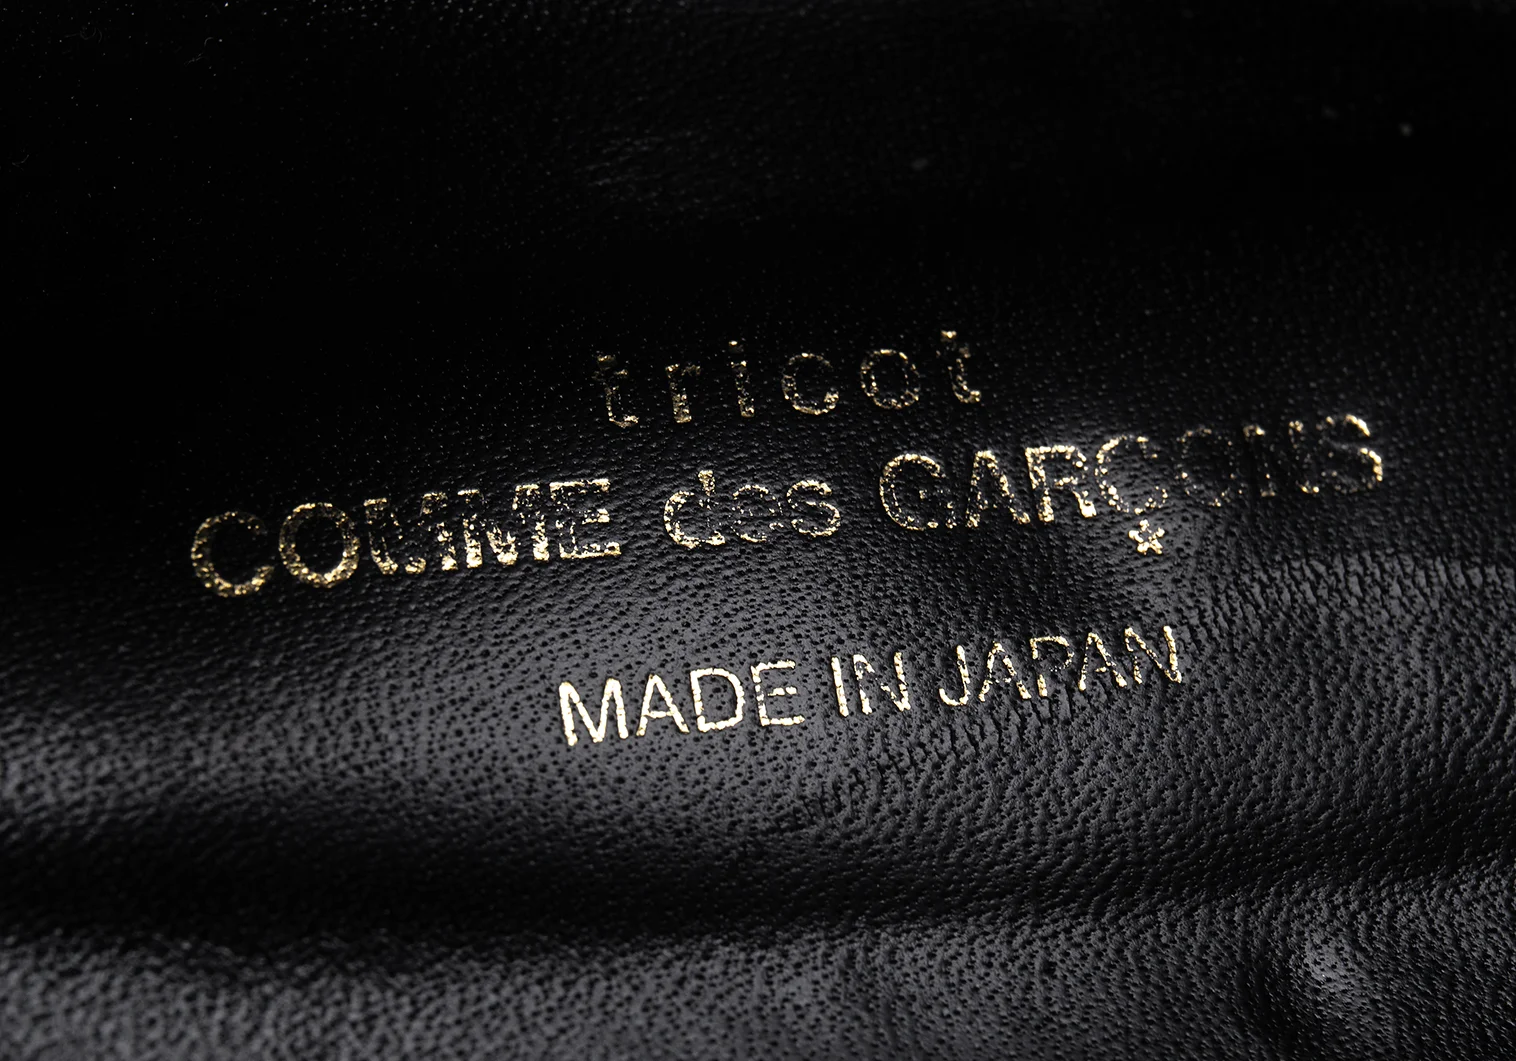 tricot
COMME des GARÇONS
MADE IN JAPAN